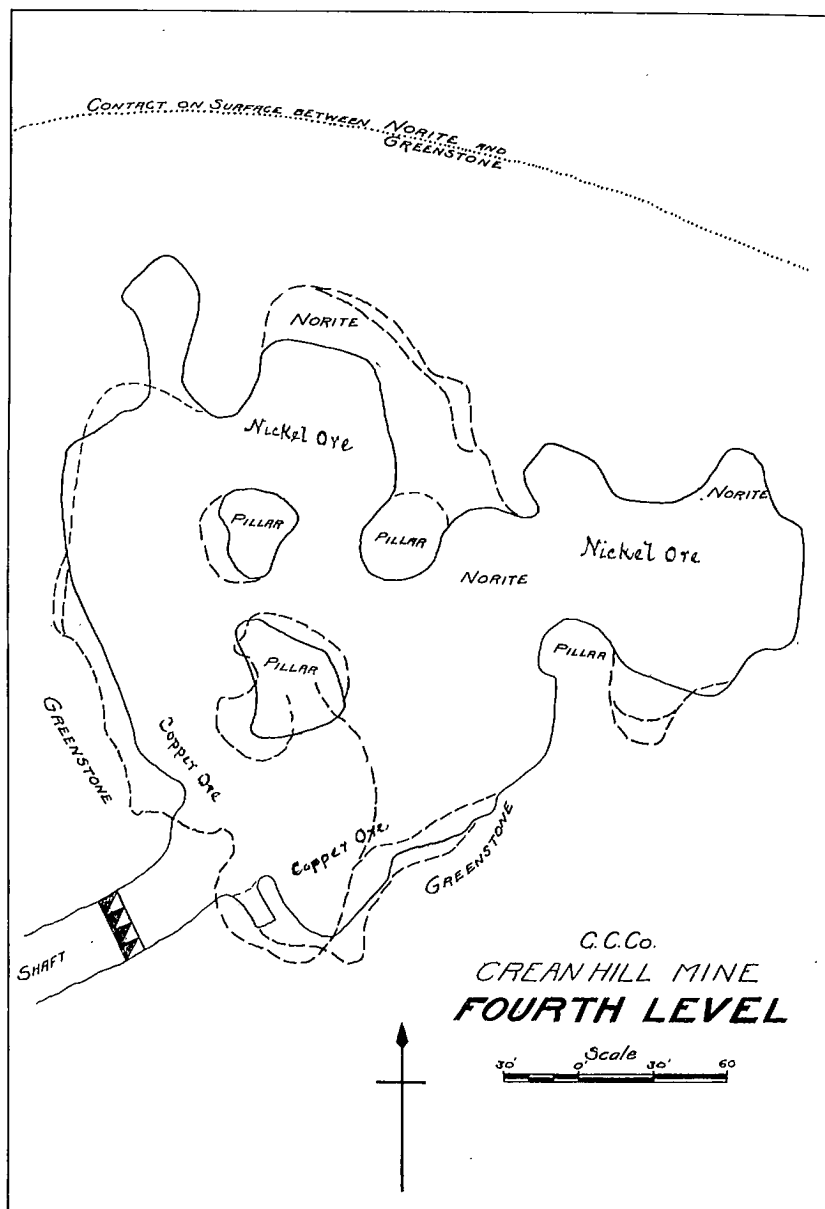 CONTACT ON SURFACE BETWEEN NORITE AND
GREENSTONE
NORITE
Nickel Ore
NORITE
PILLAR
PILLAR
Nickel Ore
NORITE
PILLAR
PILLAR
GREENSTONE
Copper Ore
Copper Ore
GREENSTONE
SHAFT
C.C.Co.
CREAN HILL MINE
FOURTH LEVEL
Scale
30' 0' 30' 60